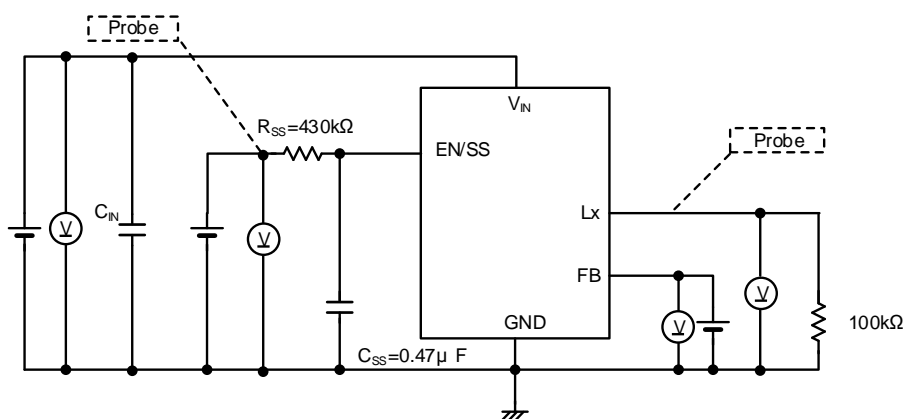 Probe
V_IN
R_SS=430kΩ
EN/SS
Probe
C_IN
V
V
Lx
V
FB
V
GND
100kΩ
C_SS=0.47μ F